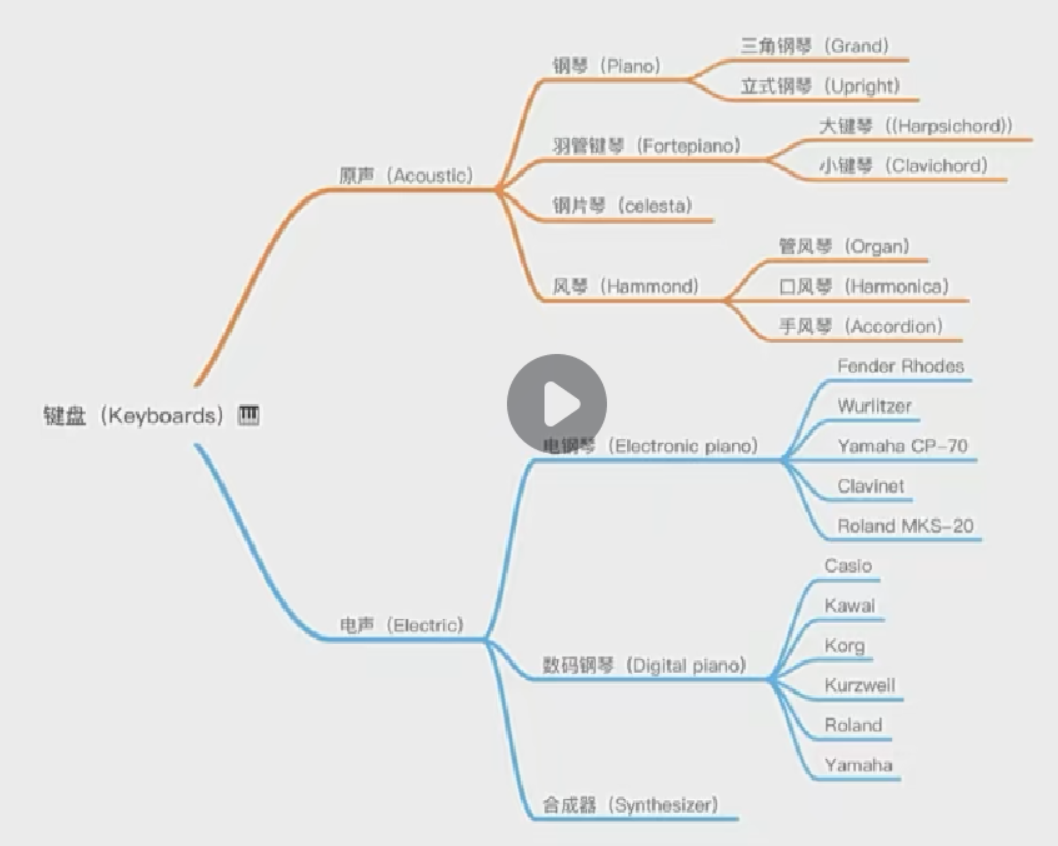 键盘（Keyboards）
原声（Acoustic）
钢琴（Piano）
三角钢琴（Grand）
立式钢琴（Upright）
羽管键琴（Fortepiano）
大键琴（(Harpsichord)）
小键琴（Clavichord）
钢片琴（celesta）
风琴（Hammond）
管风琴（Organ）
口风琴（Harmonica）
手风琴（Accordion）
电声（Electric）
电钢琴（Electronic piano）
Fender Rhodes
Wurlitzer
Yamaha CP-70
Clavinet
Roland MKS-20
数码钢琴（Digital piano）
Casio
Kawai
Korg
Kurzweil
Roland
Yamaha
合成器（Synthesizer）